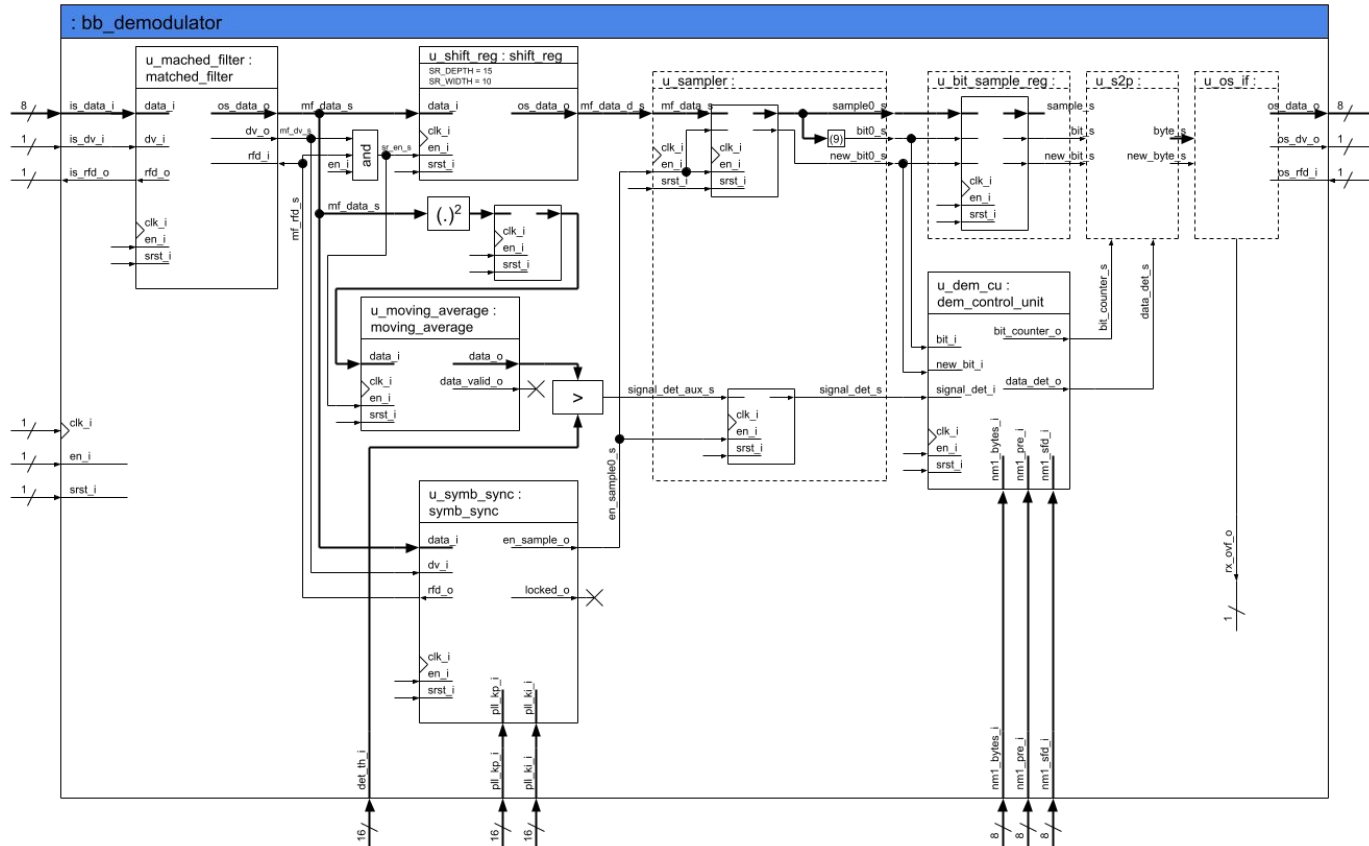 : bb_demodulator
u_mached_filter :
matched_filter
data_i
os_data_o
dv_i
dv_o
rfd_i
rfd_o
clk_i
en_i
srst_i
8
is_data_i
1
is_dv_i
1
is_rfd_o
mf_data_s
mf_dv_s
mf_rfd_s
and
en_i
sr_en_s
u_shift_reg : shift_reg
SR_DEPTH = 15
SR_WIDTH = 10
data_i
os_data_o
clk_i
en_i
srst_i
mf_data_d_s
u_sampler :
mf_data_s
clk_i
en_i
srst_i
clk_i
en_i
srst_i
sample0_s
(9)
bit0_s
new_bit0_s
u_bit_sample_reg :
clk_i
en_i
srst_i
sample_s
bit_s
new_bit_s
u_s2p :
byte_s
new_byte_s
u_os_if :
os_data_o
8
os_dv_o
1
os_rfd_i
1
mf_data_s
(.)²
clk_i
en_i
srst_i
u_moving_average :
moving_average
data_i
data_o
data_valid_o
clk_i
en_i
srst_i
>
signal_det_aux_s
clk_i
en_i
srst_i
signal_det_s
en_sample0_s
u_dem_cu :
dem_control_unit
bit_counter_o
bit_i
new_bit_i
data_det_o
signal_det_i
clk_i
en_i
srst_i
nm1_bytes_i
nm1_pre_i
nm1_sfd_i
bit_counter_s
data_det_s
1
clk_i
1
en_i
1
srst_i
u_symb_sync :
symb_sync
data_i
en_sample_o
dv_i
rfd_o
locked_o
clk_i
en_i
srst_i
pll_kp_i
pll_ki_i
rx_ovf_o
1
det_th_i
16
pll_kp_i
16
pll_ki_i
16
nm1_bytes_i
8
nm1_pre_i
8
nm1_sfd_i
8